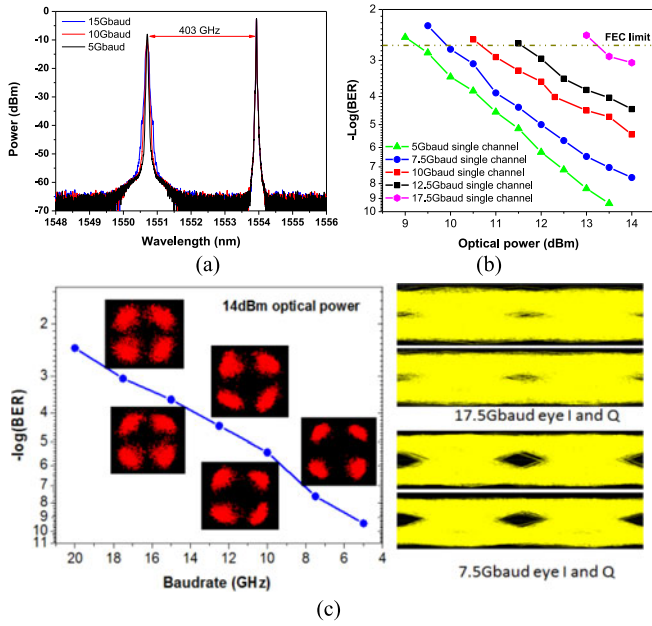 15Gbaud
10Gbaud
5Gbaud
403 GHz
Power (dBm)
0
-10
-20
-30
-40
-50
-60
-70
1548
1550
1551
1552
1553
1554
1555
1556
Wavelength (nm)
(a)
FEC limit
-Log(BER)
2
3
4
5
6
7
8
9
10
5Gbaud single channel
7.5Gbaud single channel
10Gbaud single channel
12.5Gbaud single channel
17.5Gbaud single channel
9
10
11
12
13
14
Optical power (dBm)
(b)
14dBm optical power
-log(BER)
2
3
4
5
6
7
8
9
10
11
20
18
16
14
12
10
8
6
4
Baudrate (GHz)
17.5Gbaud eye I and Q
7.5Gbaud eye I and Q
(c)